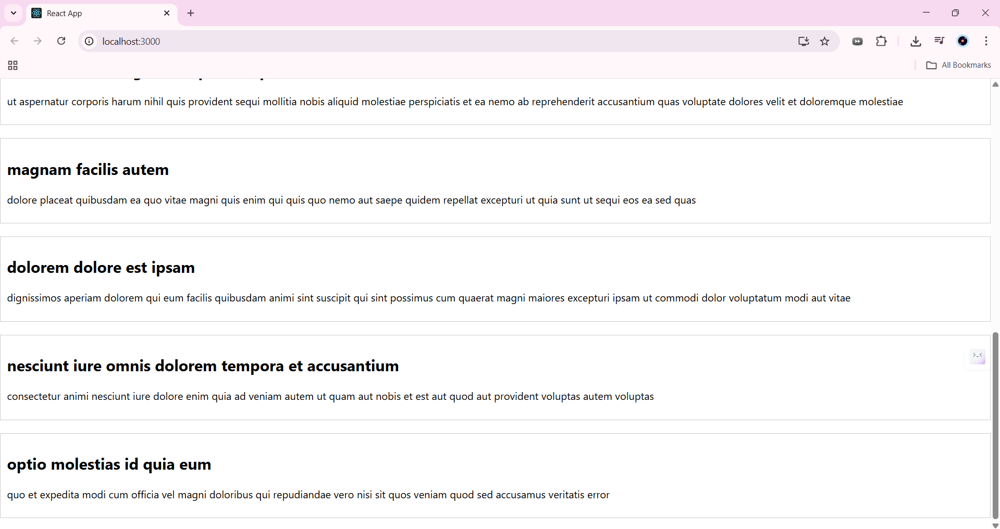 React App
localhost:3000
All Bookmarks
ut aspernatur corporis harum nihil quis provident sequi mollitia nobis aliquid molestiae perspiciatis et ea nemo ab reprehenderit accusantium quas voluptate dolores velit et doloremque molestiae
magnam facilis autem
dolore placeat quibusdam ea quo vitae magni quis enim qui quis quo nemo aut saepe quidem repellat excepturi ut quia sunt ut sequi eos ea sed quas
dolorem dolore est ipsam
dignissimos aperiam dolorem qui eum facilis quibusdam animi sint suscipit qui sint possimus cum quaerat magni maiores excepturi ipsam ut commodi dolor voluptatum modi aut vitae
nesciunt iure omnis dolorem tempora et accusantium
consectetur animi nesciunt iure dolore enim quia ad veniam autem ut quam aut nobis et est aut quod aut provident voluptas autem voluptas
optio molestias id quia eum
quo et expedita modi cum officia vel magni doloribus qui repudiandae vero nisi sit quos veniam quod sed accusamus veritatis error